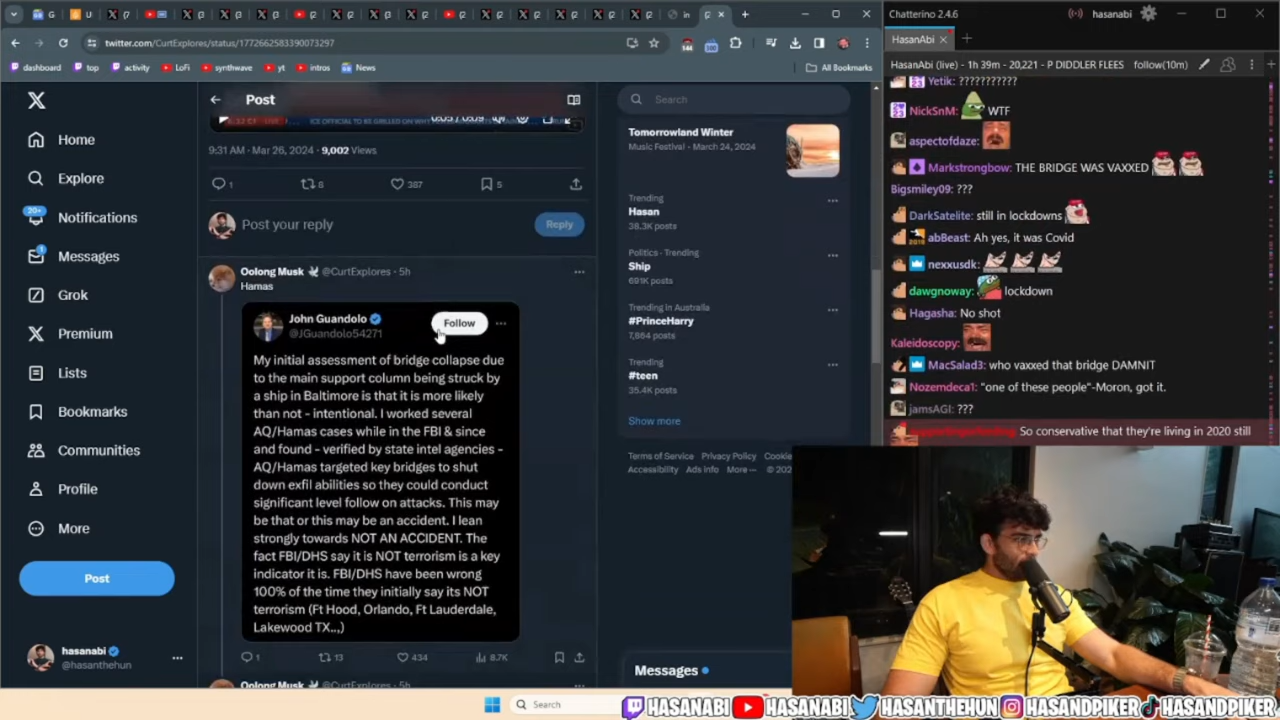 twitter.com/CurtExplores/status/1772662583390073297
dashboard
top
activity
LoFi
synthwave
yt
intros
News
All Bookmarks
Post
Search
9:31 AM · Mar 26, 2024 · 9,002 Views
1
8
387
5
Post your reply
Reply
Oolong Musk @CurtExplores · 5h
Hamas
John Guandolo
@JGuandolo54271
Follow
My initial assessment of bridge collapse due
to the main support column being struck by
a ship in Baltimore is that it is more likely
than not - intentional. I worked several
AQ/Hamas cases while in the FBI & since
and found - verified by state intel agencies -
AQ/Hamas targeted key bridges to shut
down exfil abilities so they could conduct
significant level follow on attacks. This may
be that or this may be an accident. I lean
strongly towards NOT AN ACCIDENT. The
fact FBI/DHS say it is NOT terrorism is a key
indicator it is. FBI/DHS have been wrong
100% of the time they initially say its NOT
terrorism (Ft Hood, Orlando, Ft Lauderdale,
Lakewood TX..,)
1
13
434
8.7K
Oolong Musk @CurtExplores · 5h
Home
Explore
20+
Notifications
1
Messages
Grok
Premium
Lists
Bookmarks
Communities
Profile
More
Post
hasanabi
@hasanthehun
Tomorrowland Winter
Music Festival · March 24, 2024
Trending
Hasan
38.3K posts
Politics · Trending
Ship
691K posts
Trending in Australia
#PrinceHarry
7,864 posts
Trending
#teen
35.4K posts
Show more
Terms of Service Privacy Policy Cookie
Accessibility Ads info More ··· © 202
Messages
Search
Chatterino 2.4.6
hasanabi
HasanAbi
HasanAbi (live) - 1h 39m - 20,221 - P DIDDLER FLEES
follow(10m)
Yetik: ???????????
NickSnM: WTF
aspectofdaze:
Markstrongbow: THE BRIDGE WAS VAXXED
Bigsmiley09: ???
DarkSatelite: still in lockdowns
abBeast: Ah yes, it was Covid
nexxusdk:
dawgnoway: lockdown
Hagasha: No shot
Kaleidoscopy:
MacSalad3: who vaxxed that bridge DAMNIT
Nozemdeca1: "one of these people"-Moron, got it.
jamsAGI: ???
So conservative that they're living in 2020 still
HASANABI HASANABI HASANTHEHUN HASANDPIKER HASANDPIKER